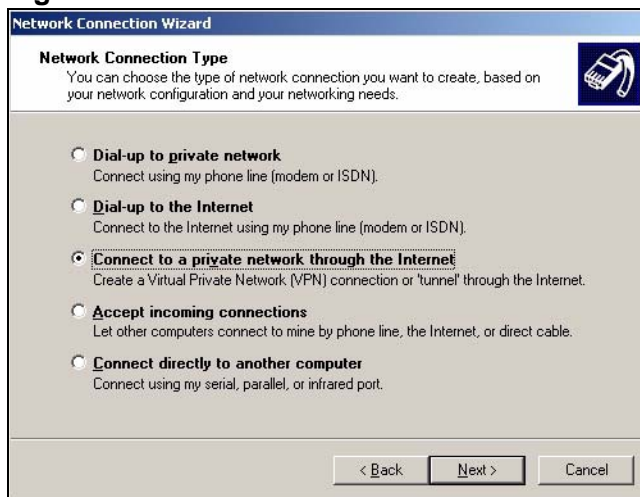 Network Connection Wizard
Network Connection Type
You can choose the type of network connection you want to create, based on
your network configuration and your networking needs.
Dial-up to private network
Connect using my phone line (modem or ISDN).
Dial-up to the Internet
Connect to the Internet using my phone line (modem or ISDN).
Connect to a private network through the Internet
Create a Virtual Private Network (VPN) connection or 'tunnel' through the Internet.
Accept incoming connections
Let other computers connect to mine by phone line, the Internet, or direct cable.
Connect directly to another computer
Connect using my serial, parallel, or infrared port.
< Back Next > Cancel